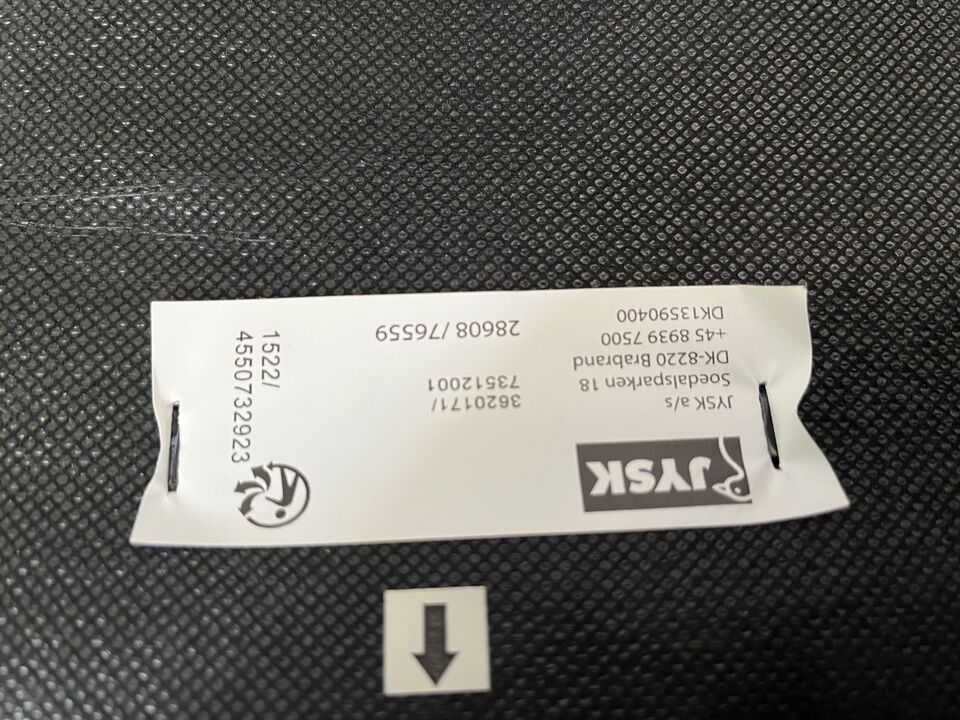 JYSK
JYSK a/s
Soedalsparken 18
DK-8220 Brabrand
+45 8939 7500
DK13590400
3620171/
73512001
28608 /76559
1522/
4550732923